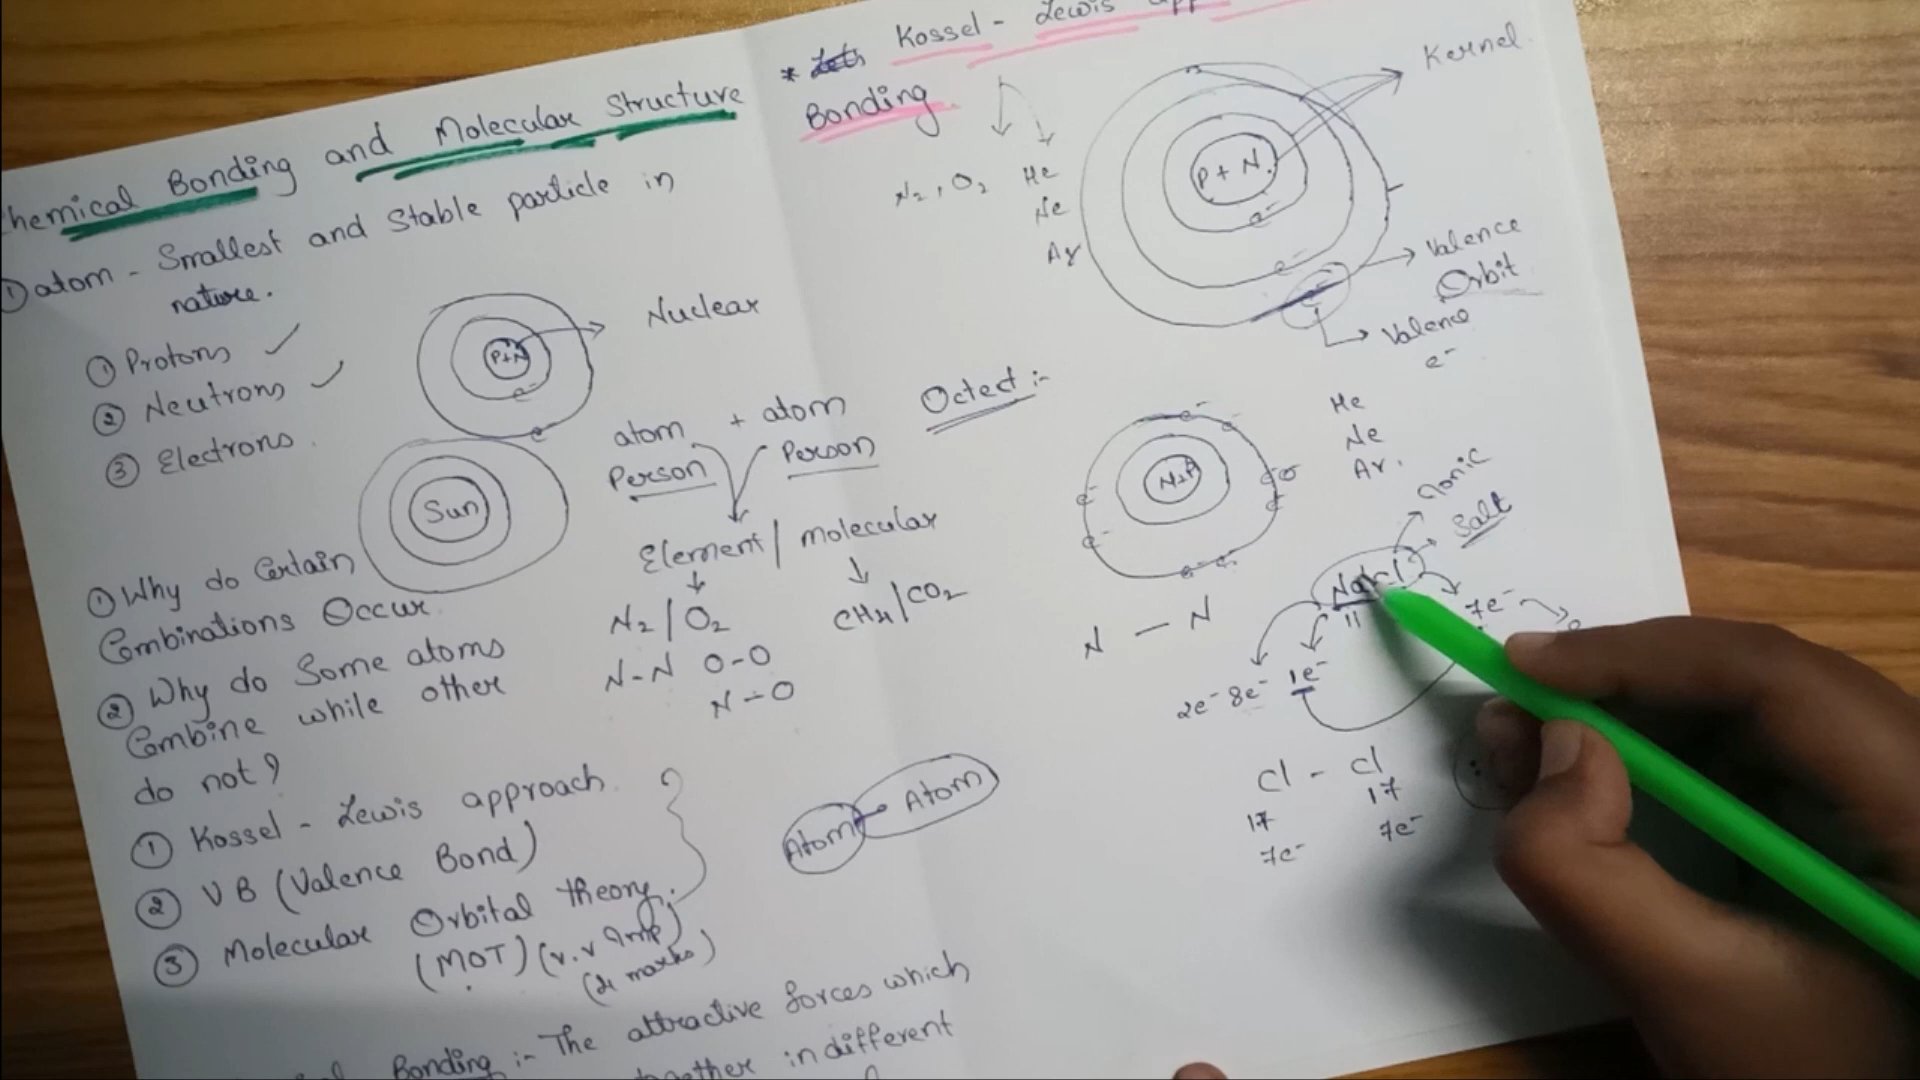 Chemical Bonding and Molecular Structure
① atom - Smallest and Stable particle in
nature.
① Protons
② Neutrons
③ Electrons.
P+N
e-
e-
Nuclear
Sun
atom + atom
Person Person
Element / molecular
N2 / O2 CH4 / CO2
N-N O-O
N-O
① Why do Certain
Combinations Occur
② Why do Some atoms
Combine while other
do not?
① Kossel - Lewis approach.
② VB (Valence Bond)
③ Molecular Orbital theory.
(MOT) (v.v Imp)
Atom Atom
Bonding :- The attractive forces which
in different
* Kossel - Lewis
Bonding
N2, O2 He
Ne
Ar
P + N.
e-
e-
Kernel
Valence
Orbit
Valence
e-
Octect :-
N+P
e- e-
e-
e-
e-
e- e-
He
Ne
Ar.
Ionic
Salt
N - N
11
7e-
2e- 8e- 1e-
Cl - Cl
17 17
7e- 7e-